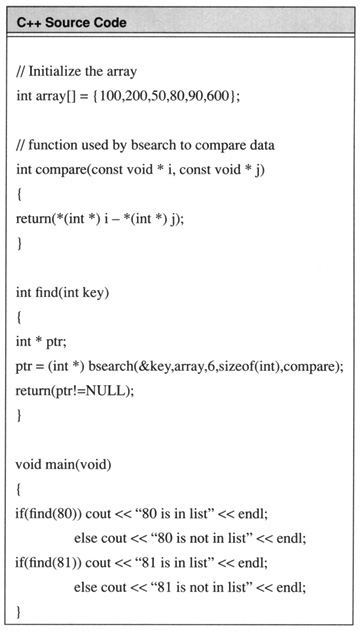 C++ Source Code
// Initialize the array
int array[] = {100,200,50,80,90,600};
// function used by bsearch to compare data
int compare(const void * i, const void * j)
{
return(*(int *) i – *(int *) j);
}
int find(int key)
{
int * ptr;
ptr = (int *) bsearch(&key,array,6,sizeof(int),compare);
return(ptr!=NULL);
}
void main(void)
{
if(find(80)) cout << “80 is in list” << endl;
else cout << “80 is not in list” << endl;
if(find(81)) cout << “81 is in list” << endl;
else cout << “81 is not in list” << endl;
}